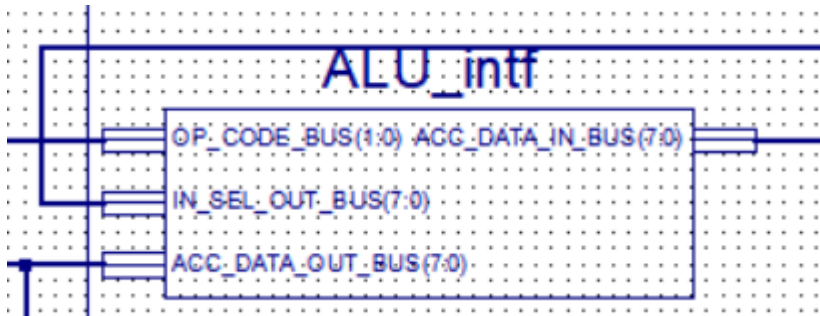 ALU_intf
OP_CODE_BUS(1:0) ACC_DATA_IN_BUS(7:0)
IN_SEL_OUT_BUS(7:0)
ACC_DATA_OUT_BUS(7:0)